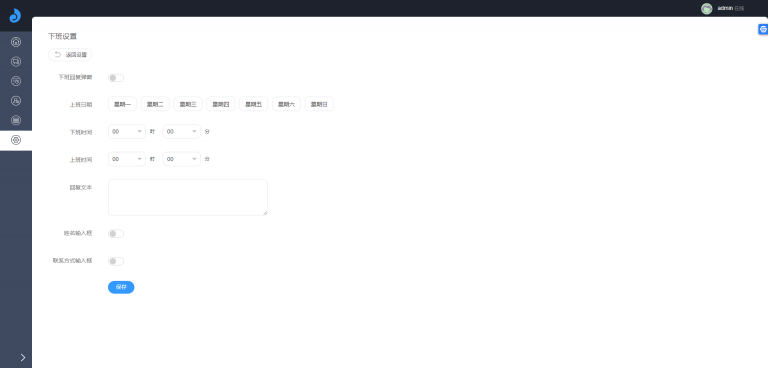 admin 在线
下班设置
返回设置
下班回复弹窗
上班日期 星期一 星期二 星期三 星期四 星期五 星期六 星期日
下班时间 00 时 00 分
上班时间 00 时 00 分
回复文本
姓名输入框
联系方式输入框
保存